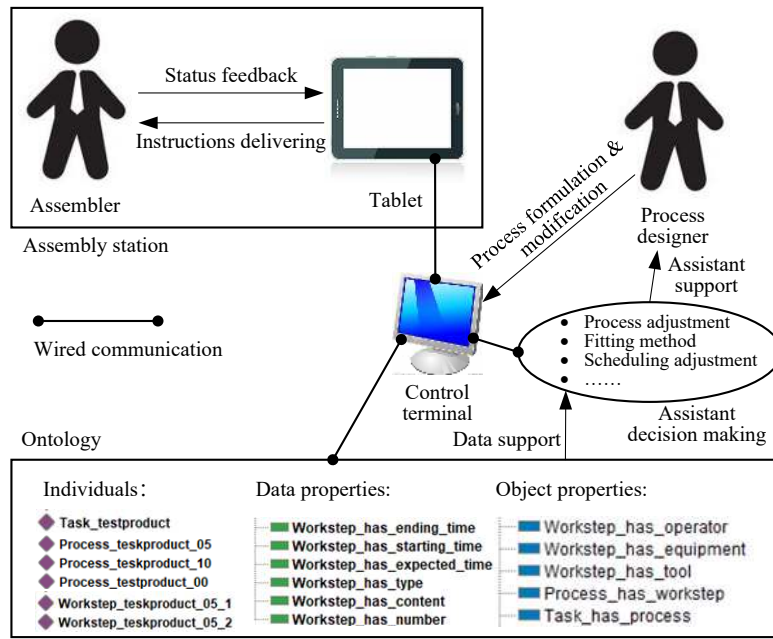 Status feedback
Instructions delivering
Assembler
Tablet
Assembly station
Process formulation &
modification
Process
designer
Assistant
support
Wired communication
Process adjustment
Fitting method
Scheduling adjustment
……
Control
terminal
Assistant
decision making
Data support
Ontology
Individuals：
Task_testproduct
Process_teskproduct_05
Process_teskproduct_10
Process_testproduct_00
Workstep_teskproduct_05_1
Workstep_teskproduct_05_2
Data properties:
Workstep_has_ending_time
Workstep_has_starting_time
Workstep_has_expected_time
Workstep_has_type
Workstep_has_content
Workstep_has_number
Object properties:
Workstep_has_operator
Workstep_has_equipment
Workstep_has_tool
Process_has_workstep
Task_has_process